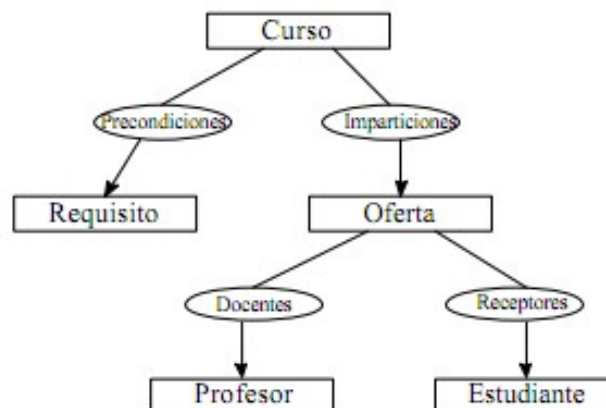 Curso
Precondiciones
Imparticiones
Requisito
Oferta
Docentes
Receptores
Profesor
Estudiante